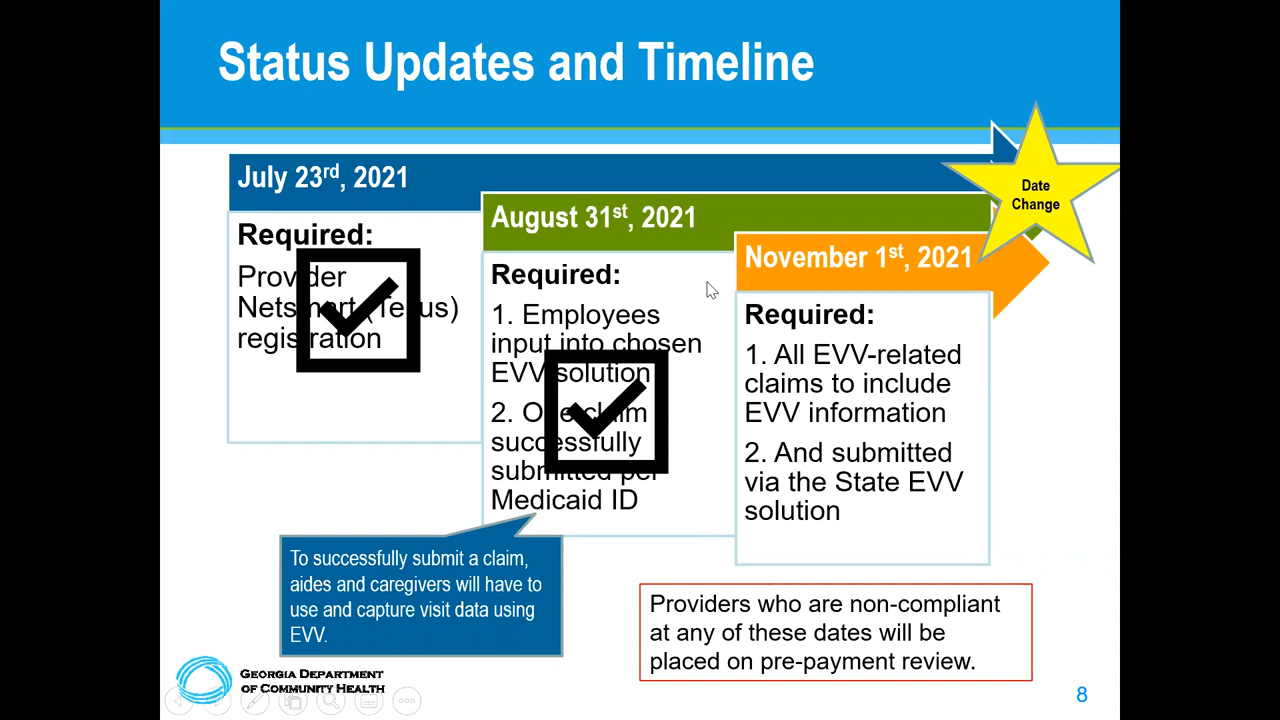 Status Updates and Timeline
July 23rd, 2021
Required:
Provider
Netsmart (Tellus)
registration
August 31st, 2021
Required:
1. Employees
input into chosen
EVV solution
2. One claim
successfully
submitted per
Medicaid ID
Date
Change
November 1st, 2021
Required:
1. All EVV-related
claims to include
EVV information
2. And submitted
via the State EVV
solution
To successfully submit a claim,
aides and caregivers will have to
use and capture visit data using
EVV.
Providers who are non-compliant
at any of these dates will be
placed on pre-payment review.
GEORGIA DEPARTMENT
OF COMMUNITY HEALTH
8